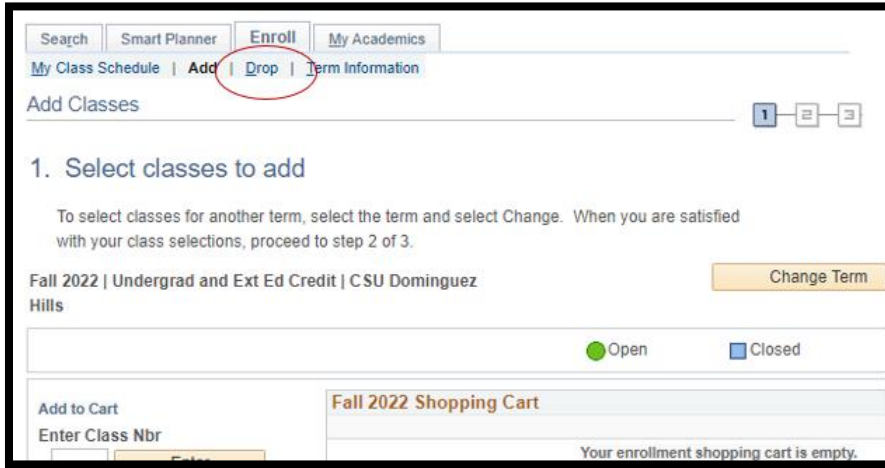 Search Smart Planner Enroll My Academics
My Class Schedule | Add | Drop | Term Information
Add Classes
1 2 3
1. Select classes to add
To select classes for another term, select the term and select Change. When you are satisfied
with your class selections, proceed to step 2 of 3.
Fall 2022 | Undergrad and Ext Ed Credit | CSU Dominguez
Hills
Change Term
Open Closed
Add to Cart
Enter Class Nbr
Enter
Fall 2022 Shopping Cart
Your enrollment shopping cart is empty.